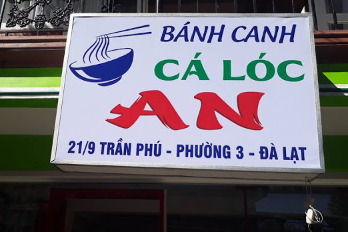 BÁNH CANH
CÁ LÓC
AN
21/9 TRẦN PHÚ - PHƯỜNG 3 - ĐÀ LẠT